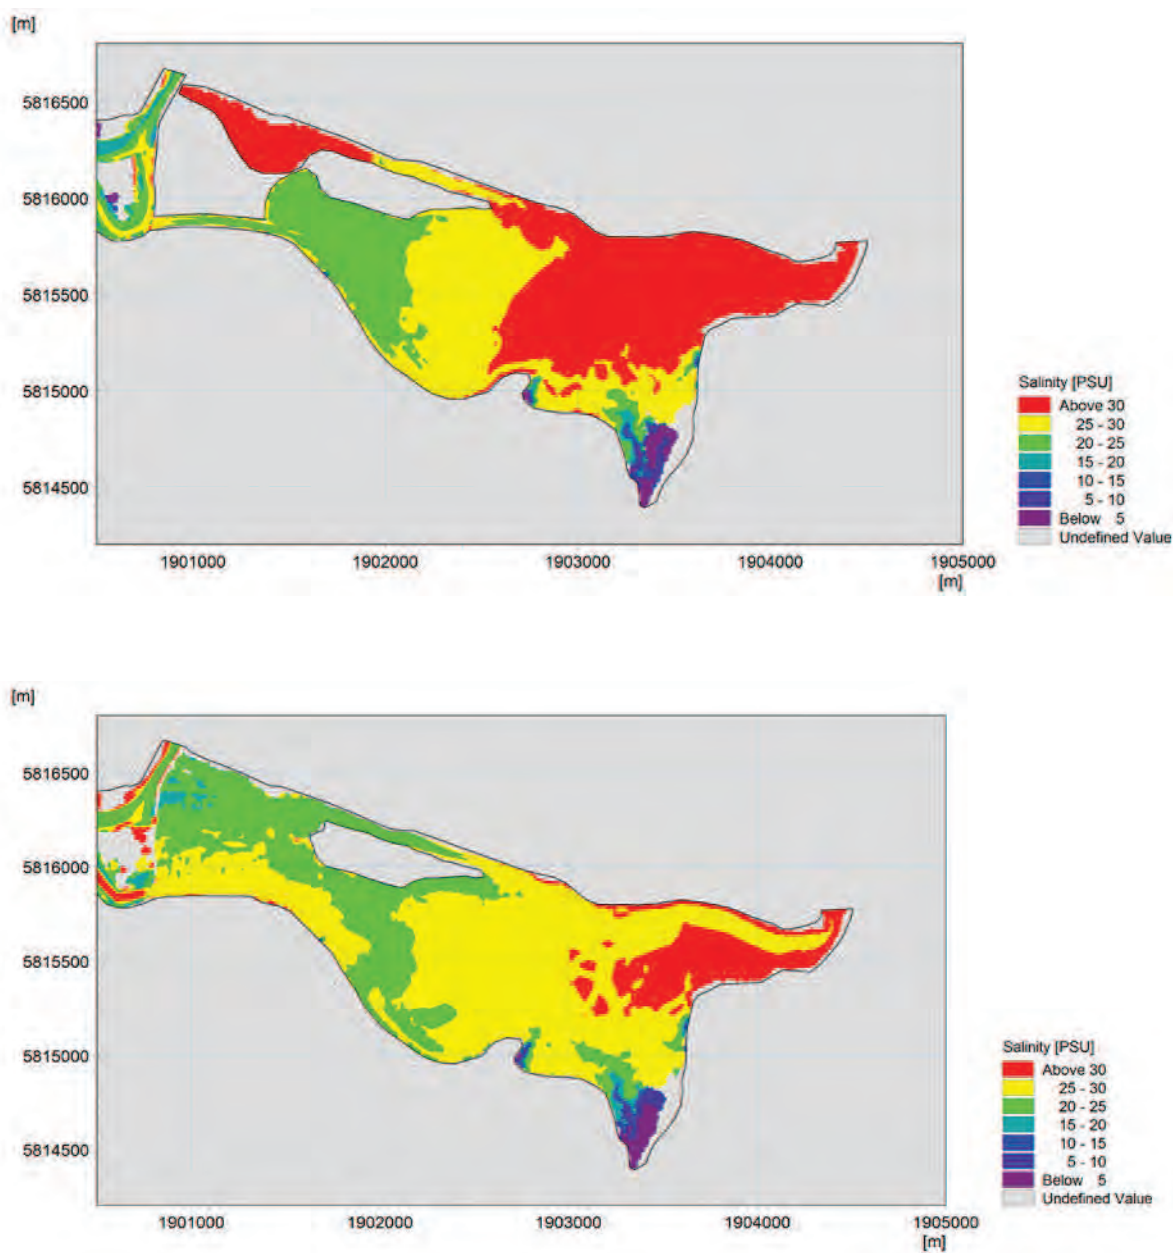 [m]
5816500
5816000
5815500
5815000
5814500
1901000 1902000 1903000 1904000 1905000
[m]
Salinity [PSU]
Above 30
25 - 30
20 - 25
15 - 20
10 - 15
5 - 10
Below 5
Undefined Value
[m]
5816500
5816000
5815500
5815000
5814500
1901000 1902000 1903000 1904000 1905000
[m]
Salinity [PSU]
Above 30
25 - 30
20 - 25
15 - 20
10 - 15
5 - 10
Below 5
Undefined Value